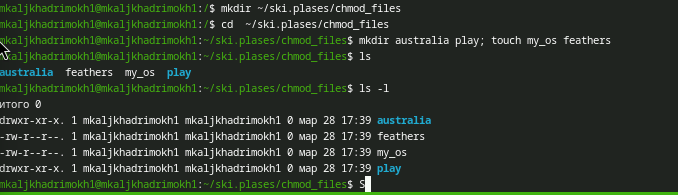 mkaljkhadrimokh1@mkaljkhadrimokh1:/$ mkdir ~/ski.plases/chmod_files
mkaljkhadrimokh1@mkaljkhadrimokh1:/$ cd  ~/ski.plases/chmod_files
mkaljkhadrimokh1@mkaljkhadrimokh1:~/ski.plases/chmod_files$ mkdir australia play; touch my_os feathers
mkaljkhadrimokh1@mkaljkhadrimokh1:~/ski.plases/chmod_files$ ls
australia  feathers  my_os  play
mkaljkhadrimokh1@mkaljkhadrimokh1:~/ski.plases/chmod_files$ ls -l
итого 0
drwxr-xr-x. 1 mkaljkhadrimokh1 mkaljkhadrimokh1 0 мар 28 17:39 australia
-rw-r--r--. 1 mkaljkhadrimokh1 mkaljkhadrimokh1 0 мар 28 17:39 feathers
-rw-r--r--. 1 mkaljkhadrimokh1 mkaljkhadrimokh1 0 мар 28 17:39 my_os
drwxr-xr-x. 1 mkaljkhadrimokh1 mkaljkhadrimokh1 0 мар 28 17:39 play
mkaljkhadrimokh1@mkaljkhadrimokh1:~/ski.plases/chmod_files$ S